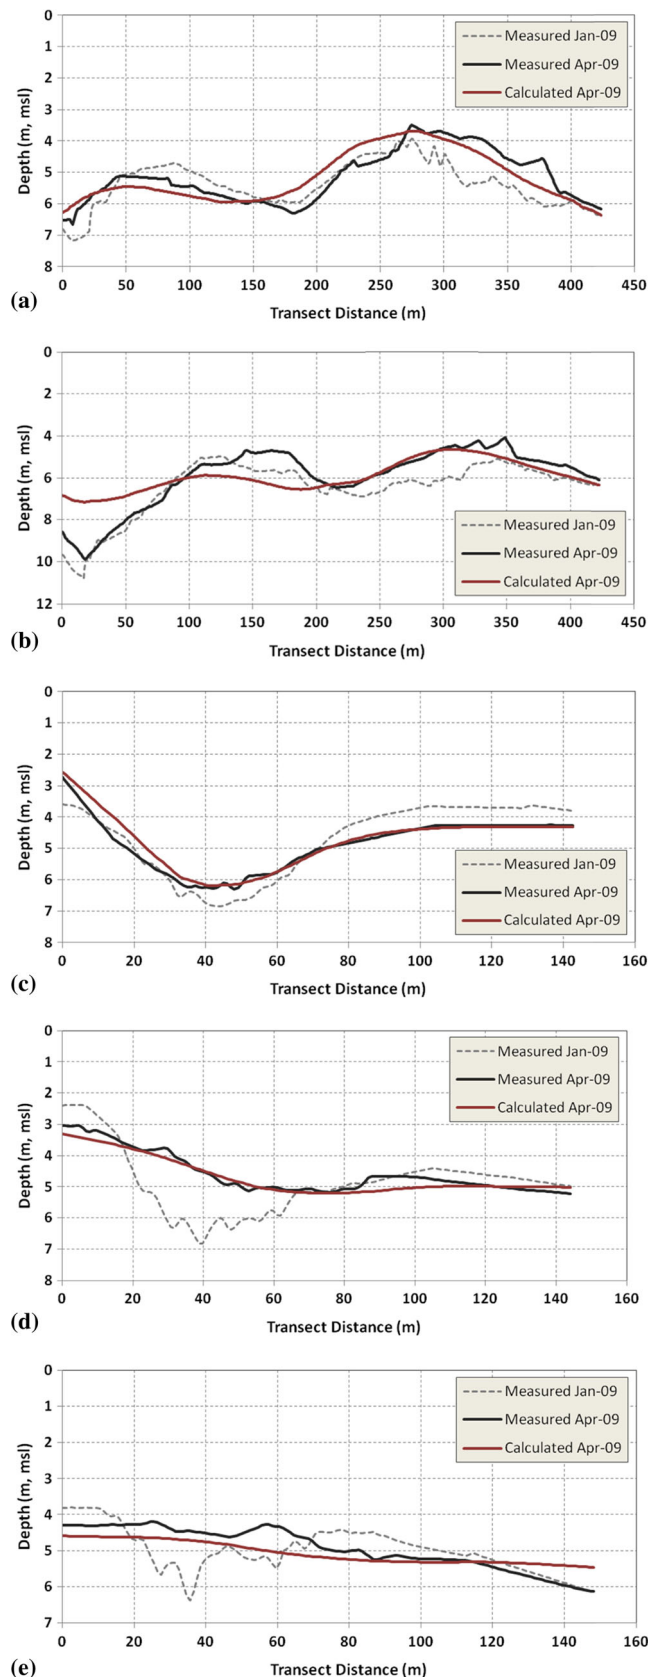 0
1
2
3
4
5
6
7
8
Depth (m, msl)
Measured Jan-09
Measured Apr-09
Calculated Apr-09
0 50 100 150 200 250 300 350 400 450
Transect Distance (m)
(a)
0
2
4
6
8
10
12
Depth (m, msl)
Measured Jan-09
Measured Apr-09
Calculated Apr-09
0 50 100 150 200 250 300 350 400 450
Transect Distance (m)
(b)
0
1
2
3
4
5
6
7
8
Depth (m, msl)
Measured Jan-09
Measured Apr-09
Calculated Apr-09
0 20 40 60 80 100 120 140 160
Transect Distance (m)
(c)
0
1
2
3
4
5
6
7
8
Depth (m, msl)
Measured Jan-09
Measured Apr-09
Calculated Apr-09
0 20 40 60 80 100 120 140 160
Transect Distance (m)
(d)
0
1
2
3
4
5
6
7
Depth (m, msl)
Measured Jan-09
Measured Apr-09
Calculated Apr-09
0 20 40 60 80 100 120 140 160
Transect Distance (m)
(e)